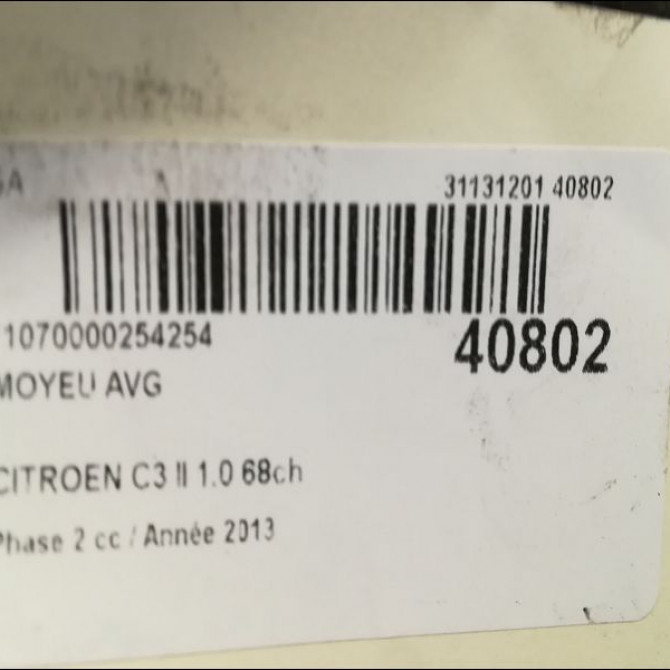 31131201 40802
1070000254254
40802
MOYEU AVG
CITROEN C3 II 1.0 68ch
Phase 2 cc / Année 2013